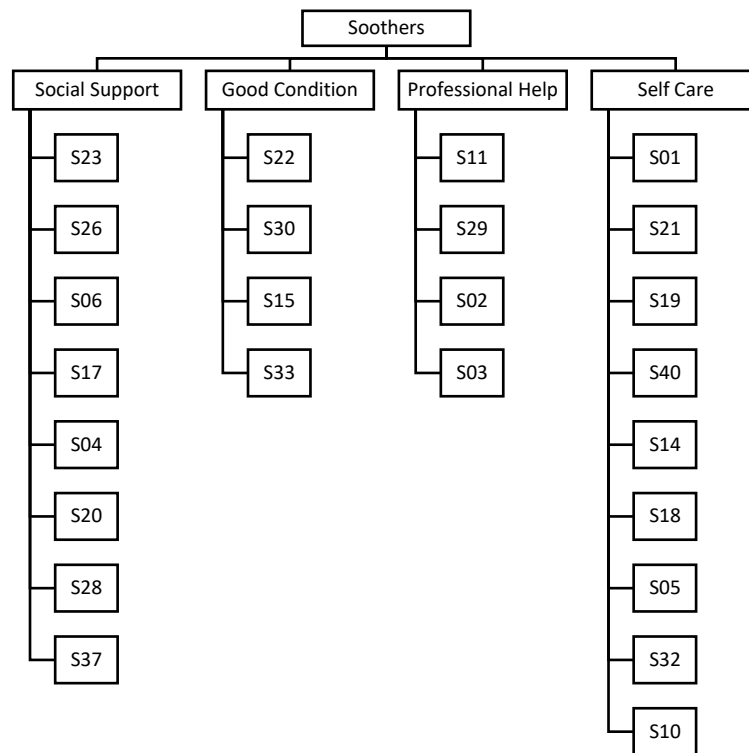 Soothers
Social Support
Good Condition
Professional Help
Self Care
S23
S22
S11
S01
S26
S30
S29
S21
S06
S15
S02
S19
S17
S33
S03
S40
S04
S14
S20
S18
S28
S05
S37
S32
S10